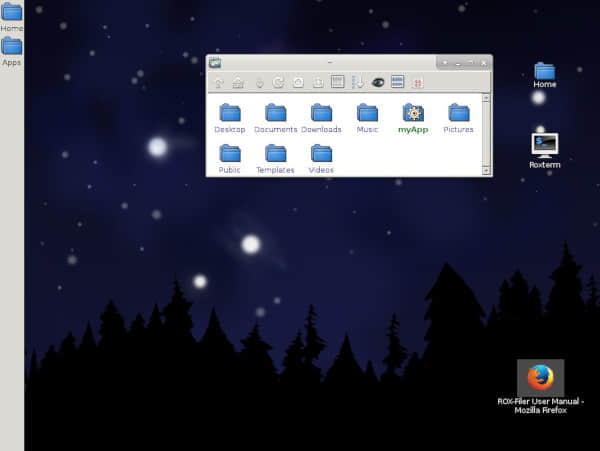 Home
Apps
~
Desktop Documents Downloads Music myApp Pictures
Public Templates Videos
Home
Roxterm
ROX-Filer User Manual -
Mozilla Firefox